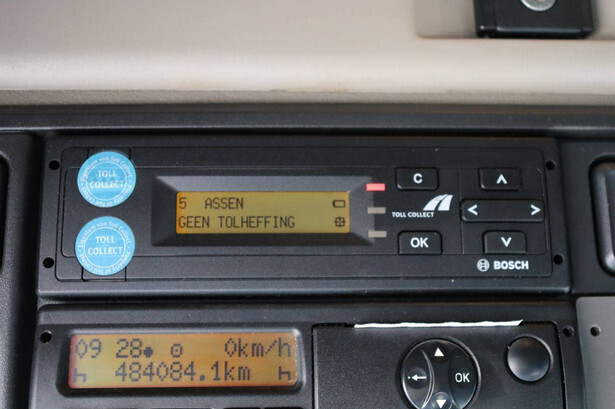 TOLL
COLLECT
TOLL
COLLECT
5 ASSEN
GEEN TOLHEFFING
TOLL COLLECT
C
OK
BOSCH
09 28 0km/h
484084.1km
OK